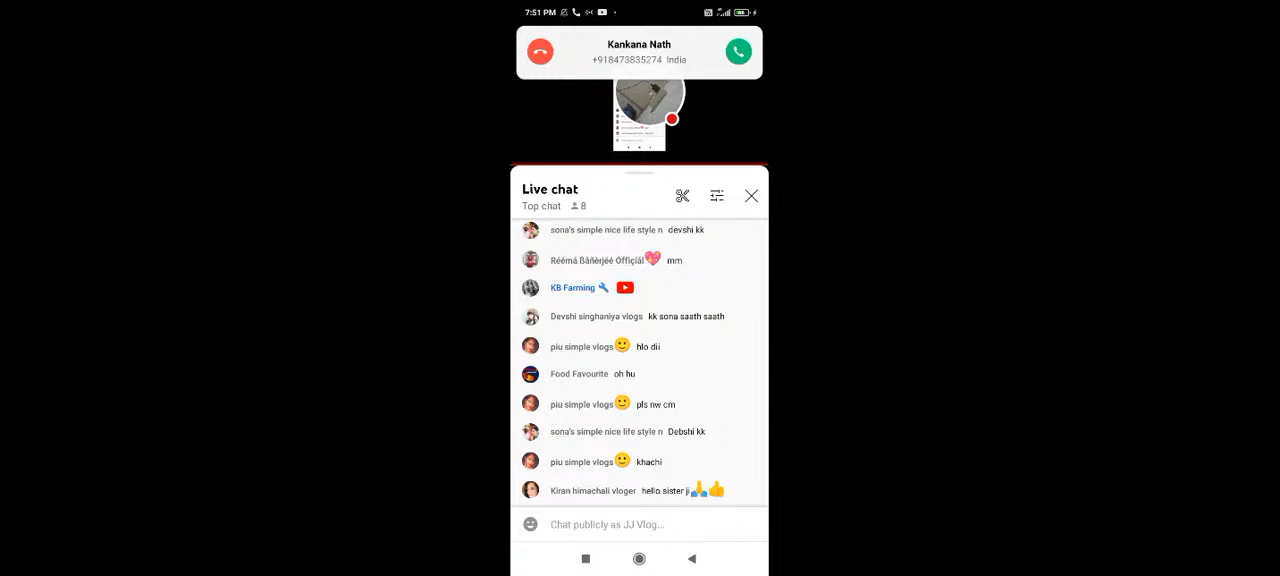 7:51 PM
Kankana Nath
+918473835274 India
Live chat
Top chat 8
sona's simple nice life style n devshi kk
Réémá ßåñèrjéé Óffíçíàl💖 mm
KB Farming
Devshi singhaniya vlogs kk sona saath saath
piu simple vlogs🙂 hlo dii
Food Favourite oh hu
piu simple vlogs🙂 pls nw cm
sona's simple nice life style n Debshi kk
piu simple vlogs🙂 khachi
Kiran himachali vloger hello sister ji🙏👍
Chat publicly as JJ Vlog...